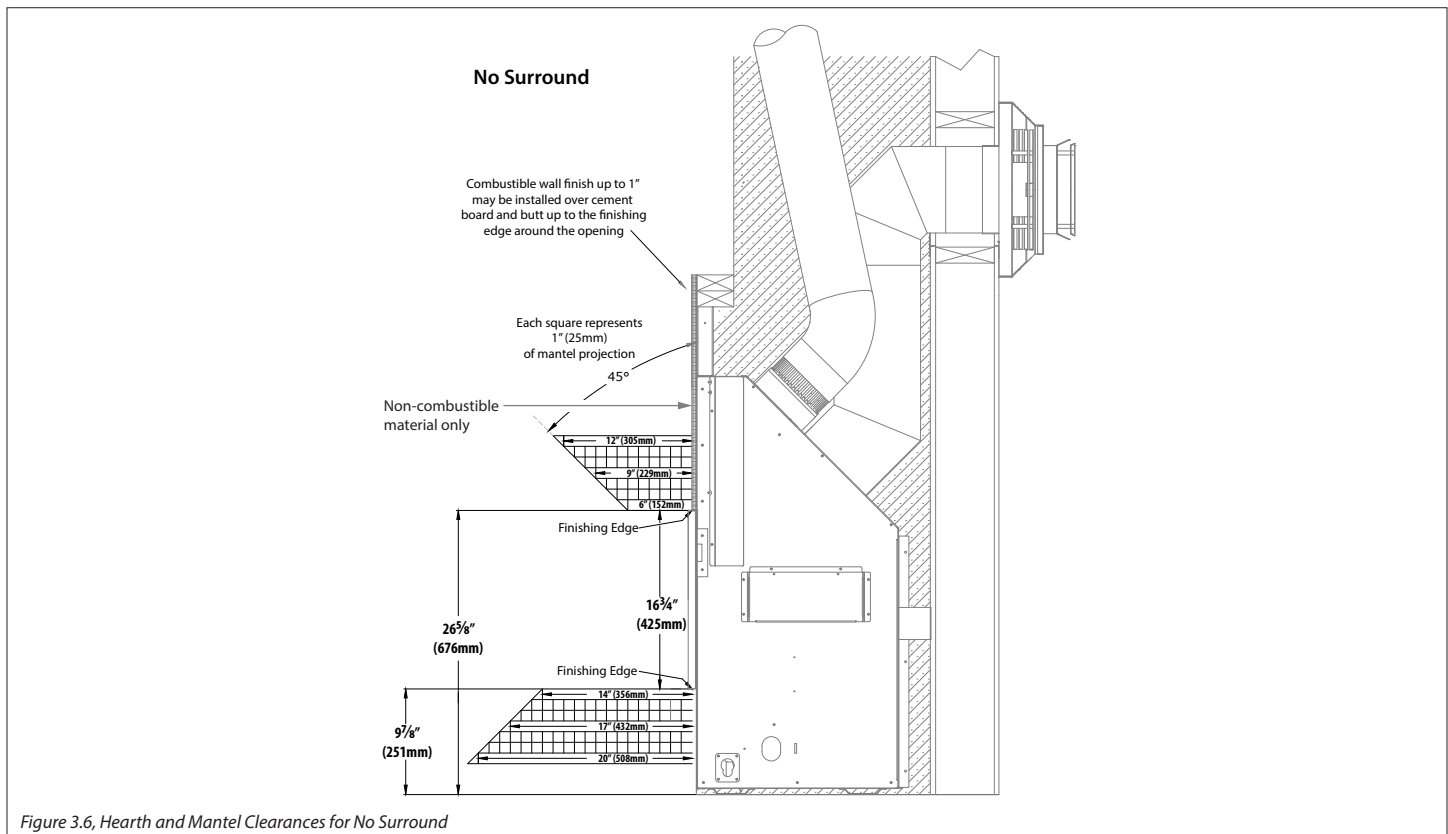 No Surround
Combustible wall finish up to 1”
may be installed over cement
board and butt up to the finishing
edge around the opening
Each square represents
1” (25mm)
of mantel projection
45º
Non-combustible
material only
12” (305mm)
9” (229mm)
6” (152mm)
Finishing Edge
16¾”
(425mm)
26⅝”
(676mm)
Finishing Edge
14” (356mm)
17” (432mm)
20” (508mm)
9⅞”
(251mm)
Figure 3.6, Hearth and Mantel Clearances for No Surround